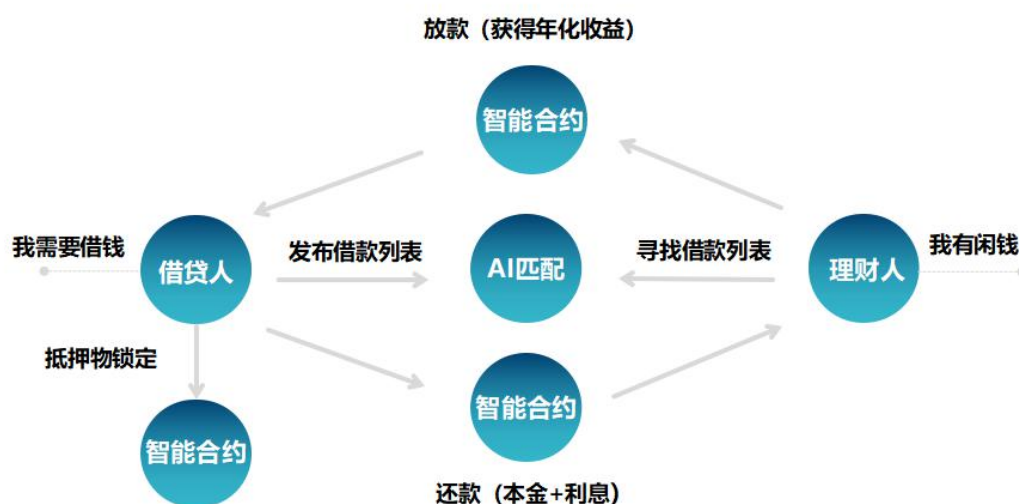 放款（获得年化收益）
智能合约
我需要借钱
借贷人
发布借款列表
AI匹配
寻找借款列表
理财人
我有闲钱
抵押物锁定
智能合约
智能合约
还款（本金+利息）